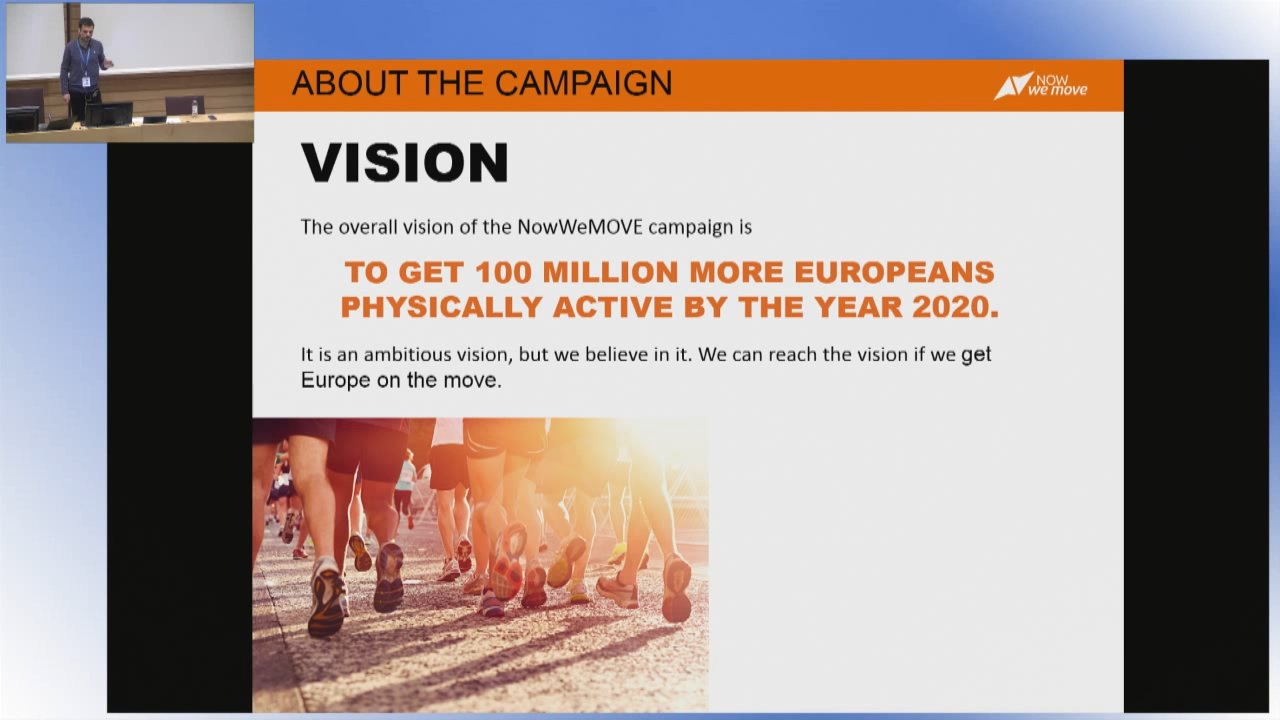 ABOUT THE CAMPAIGN
NOW
we move
VISION
The overall vision of the NowWeMOVE campaign is
TO GET 100 MILLION MORE EUROPEANS
PHYSICALLY ACTIVE BY THE YEAR 2020.
It is an ambitious vision, but we believe in it. We can reach the vision if we get
Europe on the move.